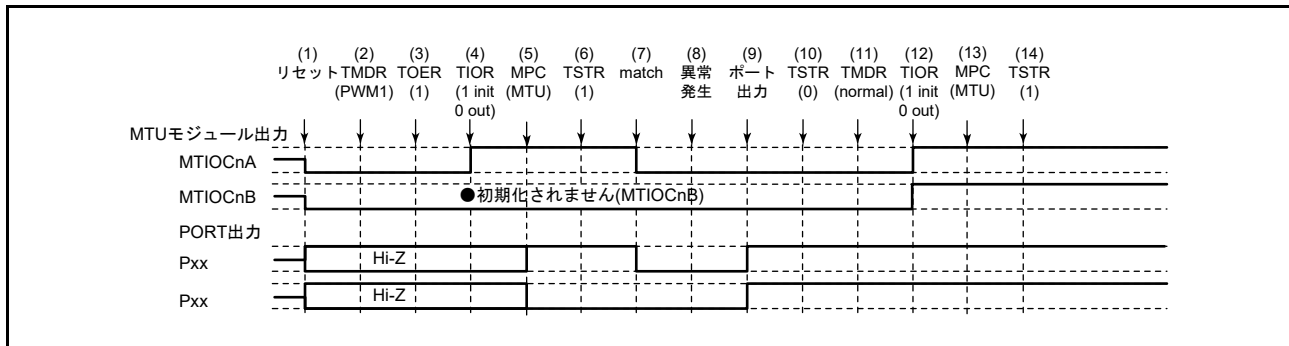 (1) (2) (3) (4) (5) (6) (7) (8) (9) (10) (11) (12) (13) (14)
リセット TMDR TOER TIOR MPC TSTR match 異常 ポート TSTR TMDR TIOR MPC TSTR
(PWM1) (1) (1 init (MTU) (1) 発生 出力 (0) (normal) (1 init (MTU) (1)
0 out) 0 out)
MTUモジュール出力
MTIOCnA
MTIOCnB ●初期化されません(MTIOCnB)
PORT出力
Pxx Hi-Z
Pxx Hi-Z